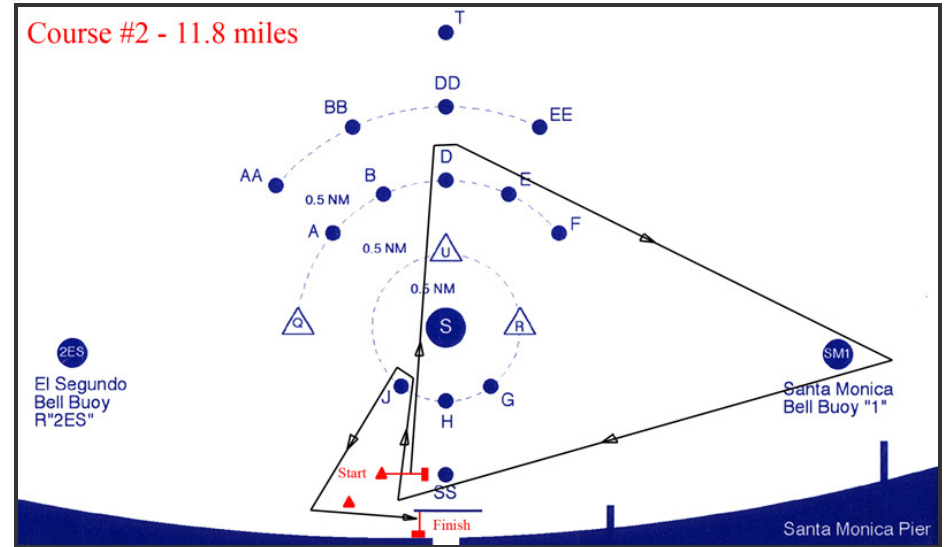 Course #2 - 11.8 miles
T
DD
BB
EE
D
AA
B
E
0.5 NM
A
F
0.5 NM
U
0.5 NM
Q
S
R
2ES
SM1
El Segundo
Bell Buoy
R"2ES"
Santa Monica
Bell Buoy "1"
J
G
H
Start
SS
Finish
Santa Monica Pier